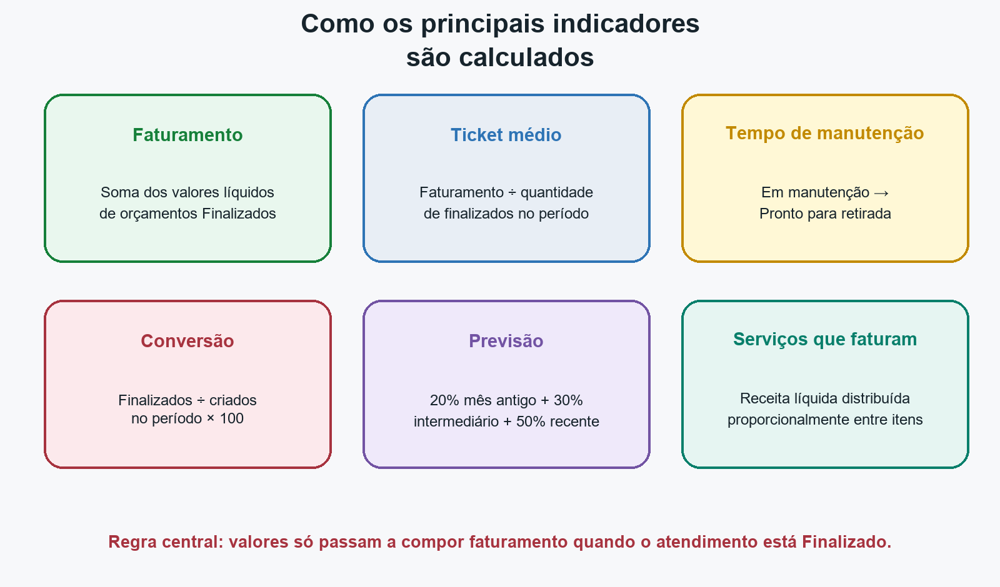 Como os principais indicadores
são calculados
Faturamento
Soma dos valores líquidos
de orçamentos Finalizados
Ticket médio
Faturamento ÷ quantidade
de finalizados no período
Tempo de manutenção
Em manutenção →
Pronto para retirada
Conversão
Finalizados ÷ criados
no período × 100
Previsão
20% mês antigo + 30%
intermediário + 50% recente
Serviços que faturam
Receita líquida distribuída
proporcionalmente entre itens
Regra central: valores só passam a compor faturamento quando o atendimento está Finalizado.